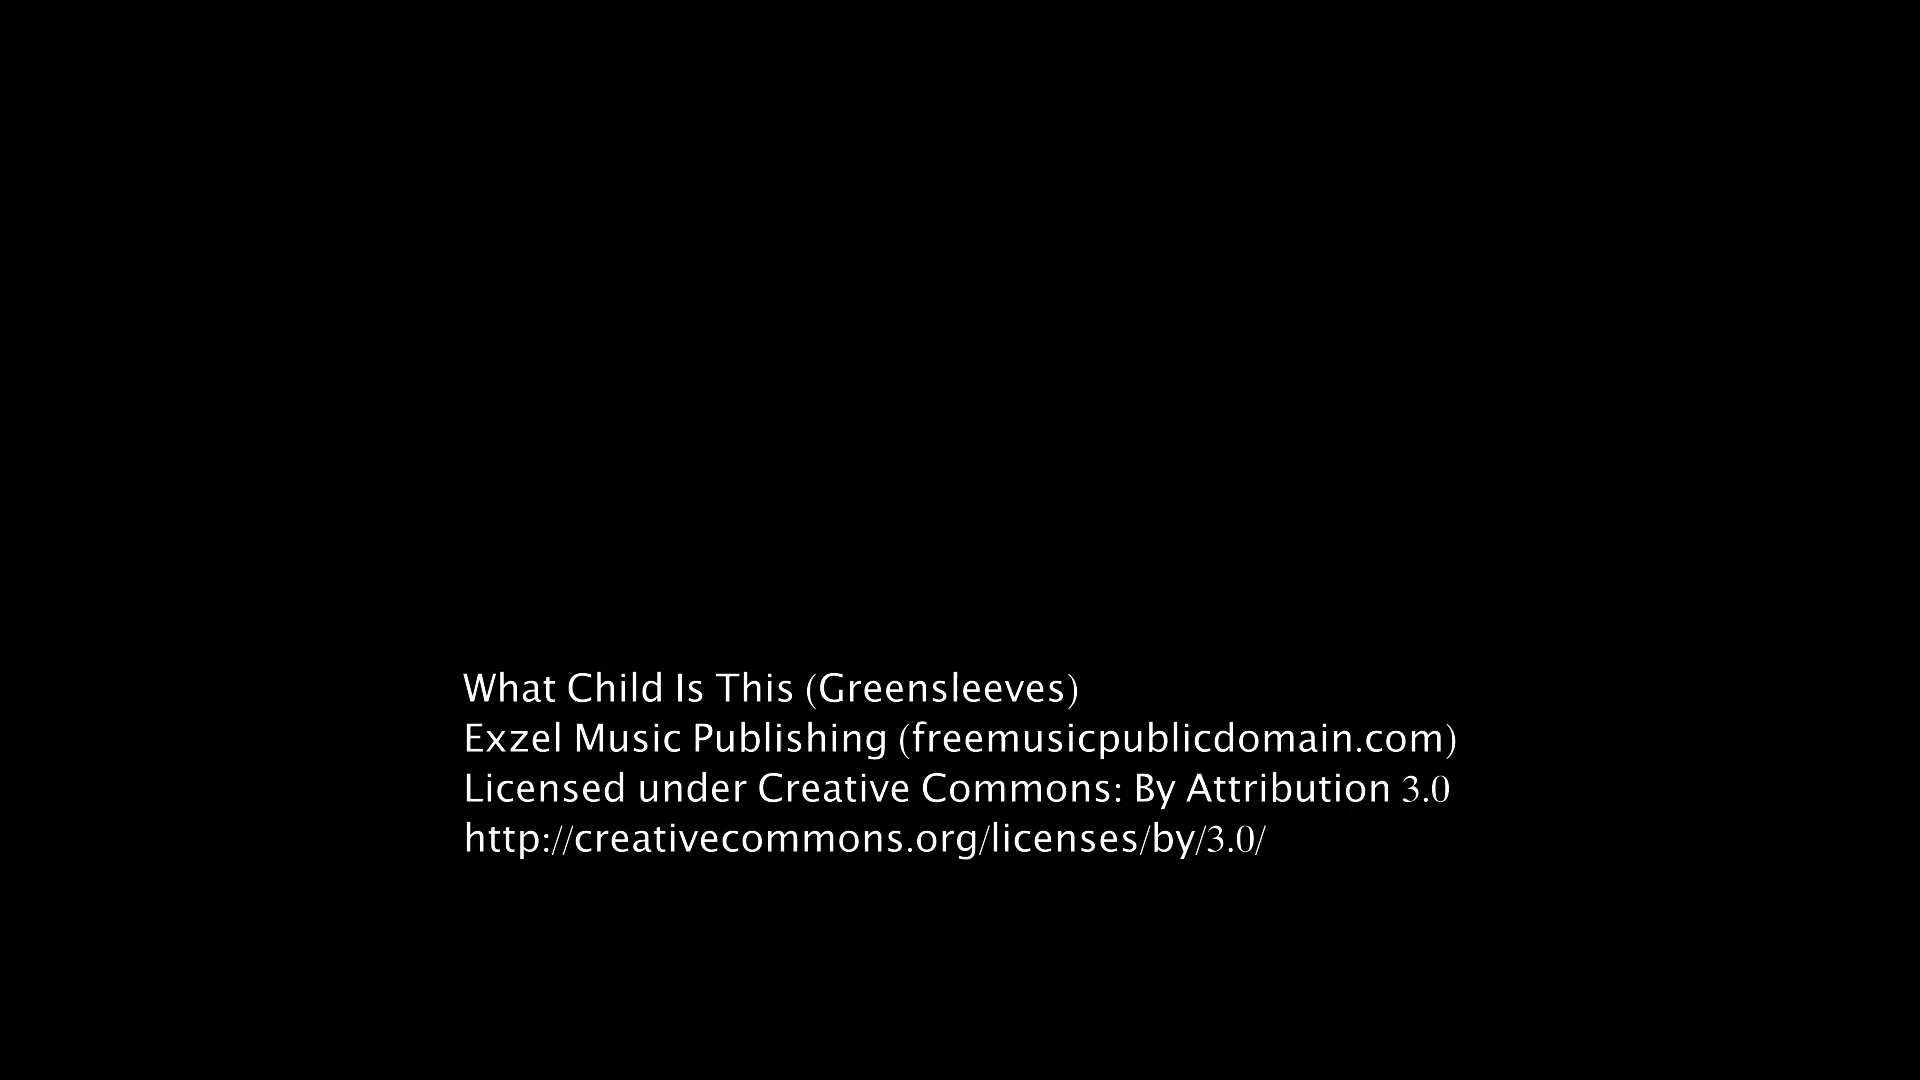 What Child Is This (Greensleeves)
Exzel Music Publishing (freemusicpublicdomain.com)
Licensed under Creative Commons: By Attribution 3.0
http://creativecommons.org/licenses/by/3.0/